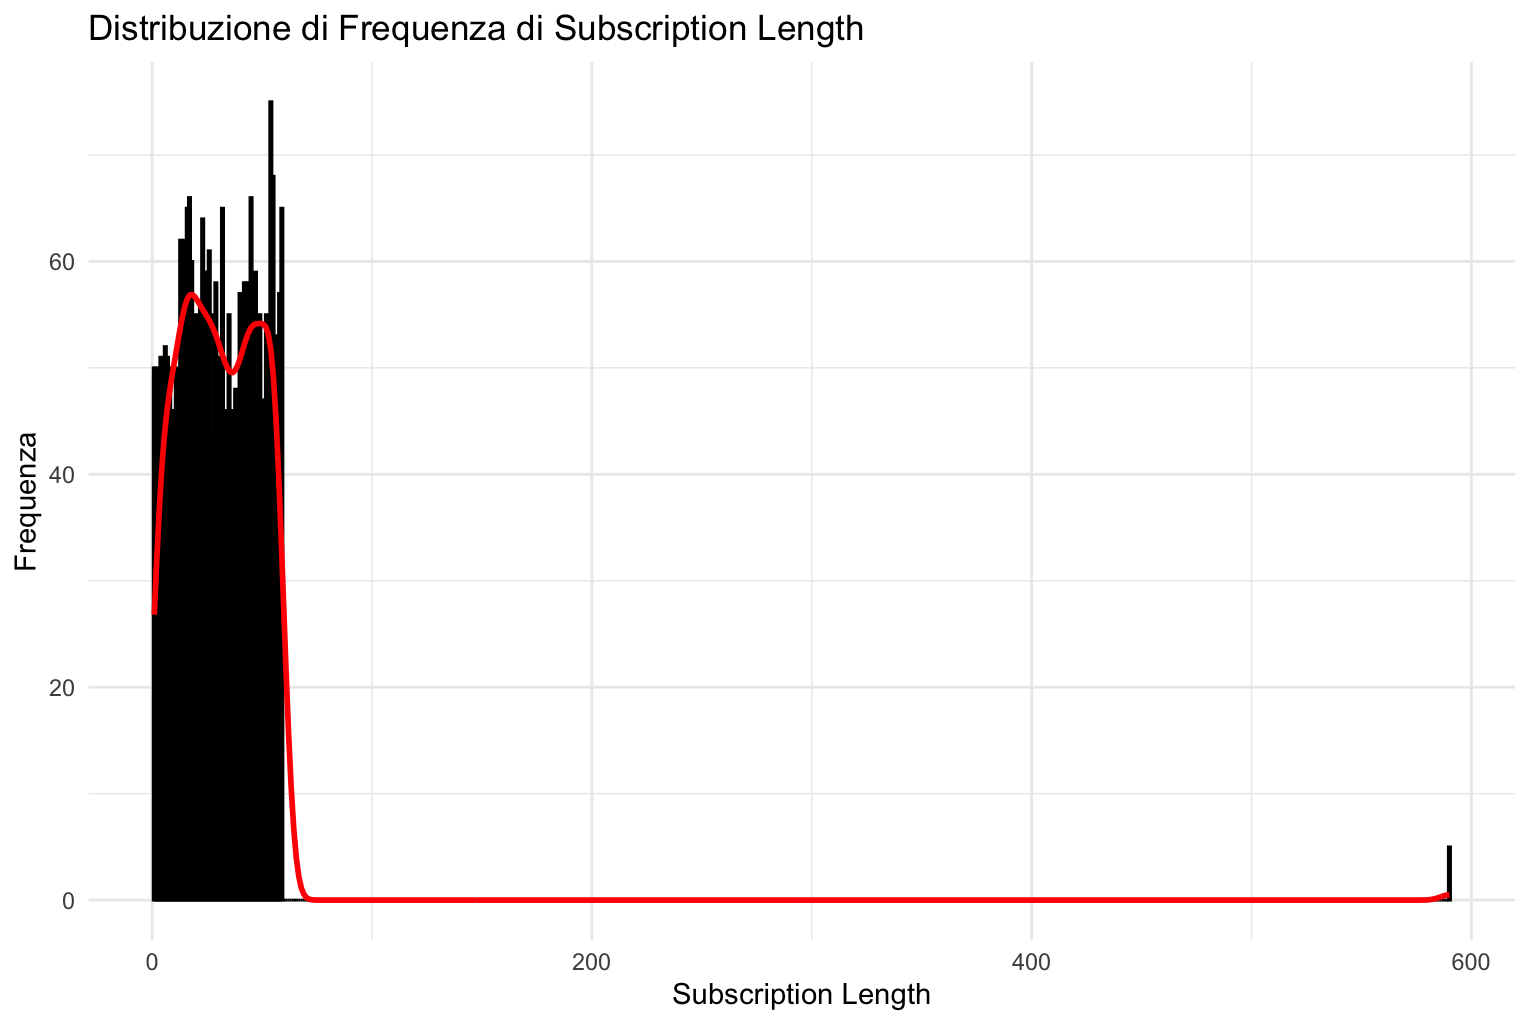 Distribuzione di Frequenza di Subscription Length
Frequenza
60
40
20
0
0 200 400 600
Subscription Length